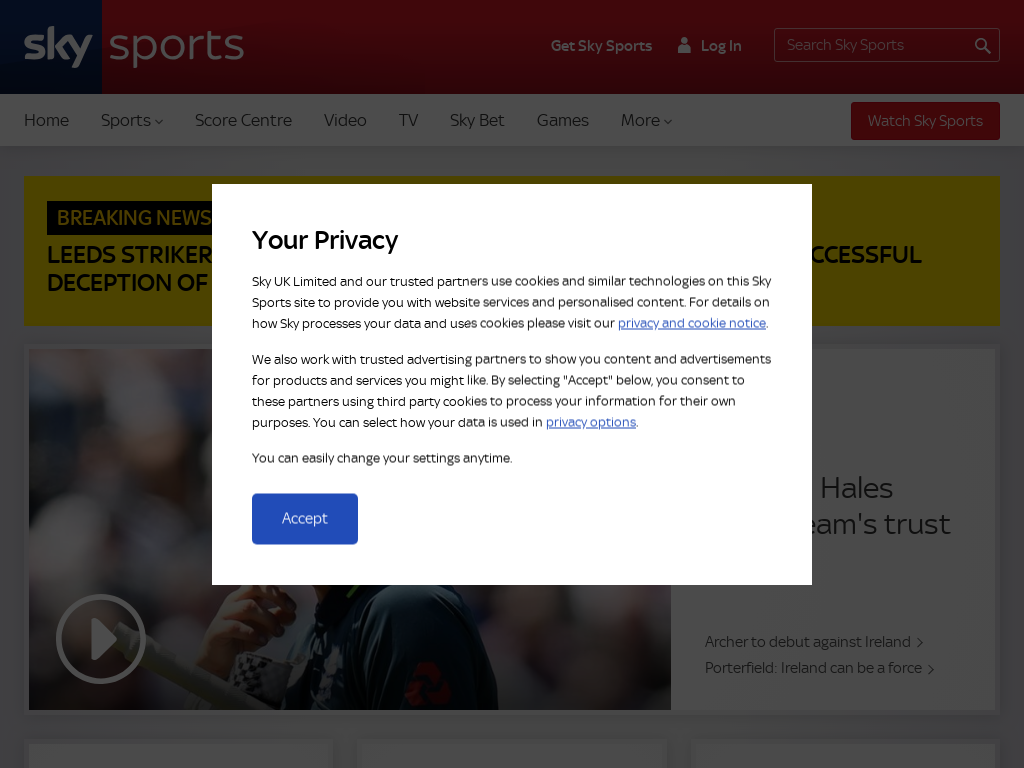 sky sports
Get Sky Sports
Log In
Search Sky Sports
Home
Sports
Score Centre
Video
TV
Sky Bet
Games
More
Watch Sky Sports
BREAKING NEWS
LEEDS STRIKER
CCESSFUL
DECEPTION OF
Your Privacy
Sky UK Limited and our trusted partners use cookies and similar technologies on this Sky
Sports site to provide you with website services and personalised content. For details on
how Sky processes your data and uses cookies please visit our privacy and cookie notice.
We also work with trusted advertising partners to show you content and advertisements
for products and services you might like. By selecting "Accept" below, you consent to
these partners using third party cookies to process your information for their own
purposes. You can select how your data is used in privacy options.
You can easily change your settings anytime.
Accept
Hales
eam's trust
Archer to debut against Ireland
Porterfield: Ireland can be a force